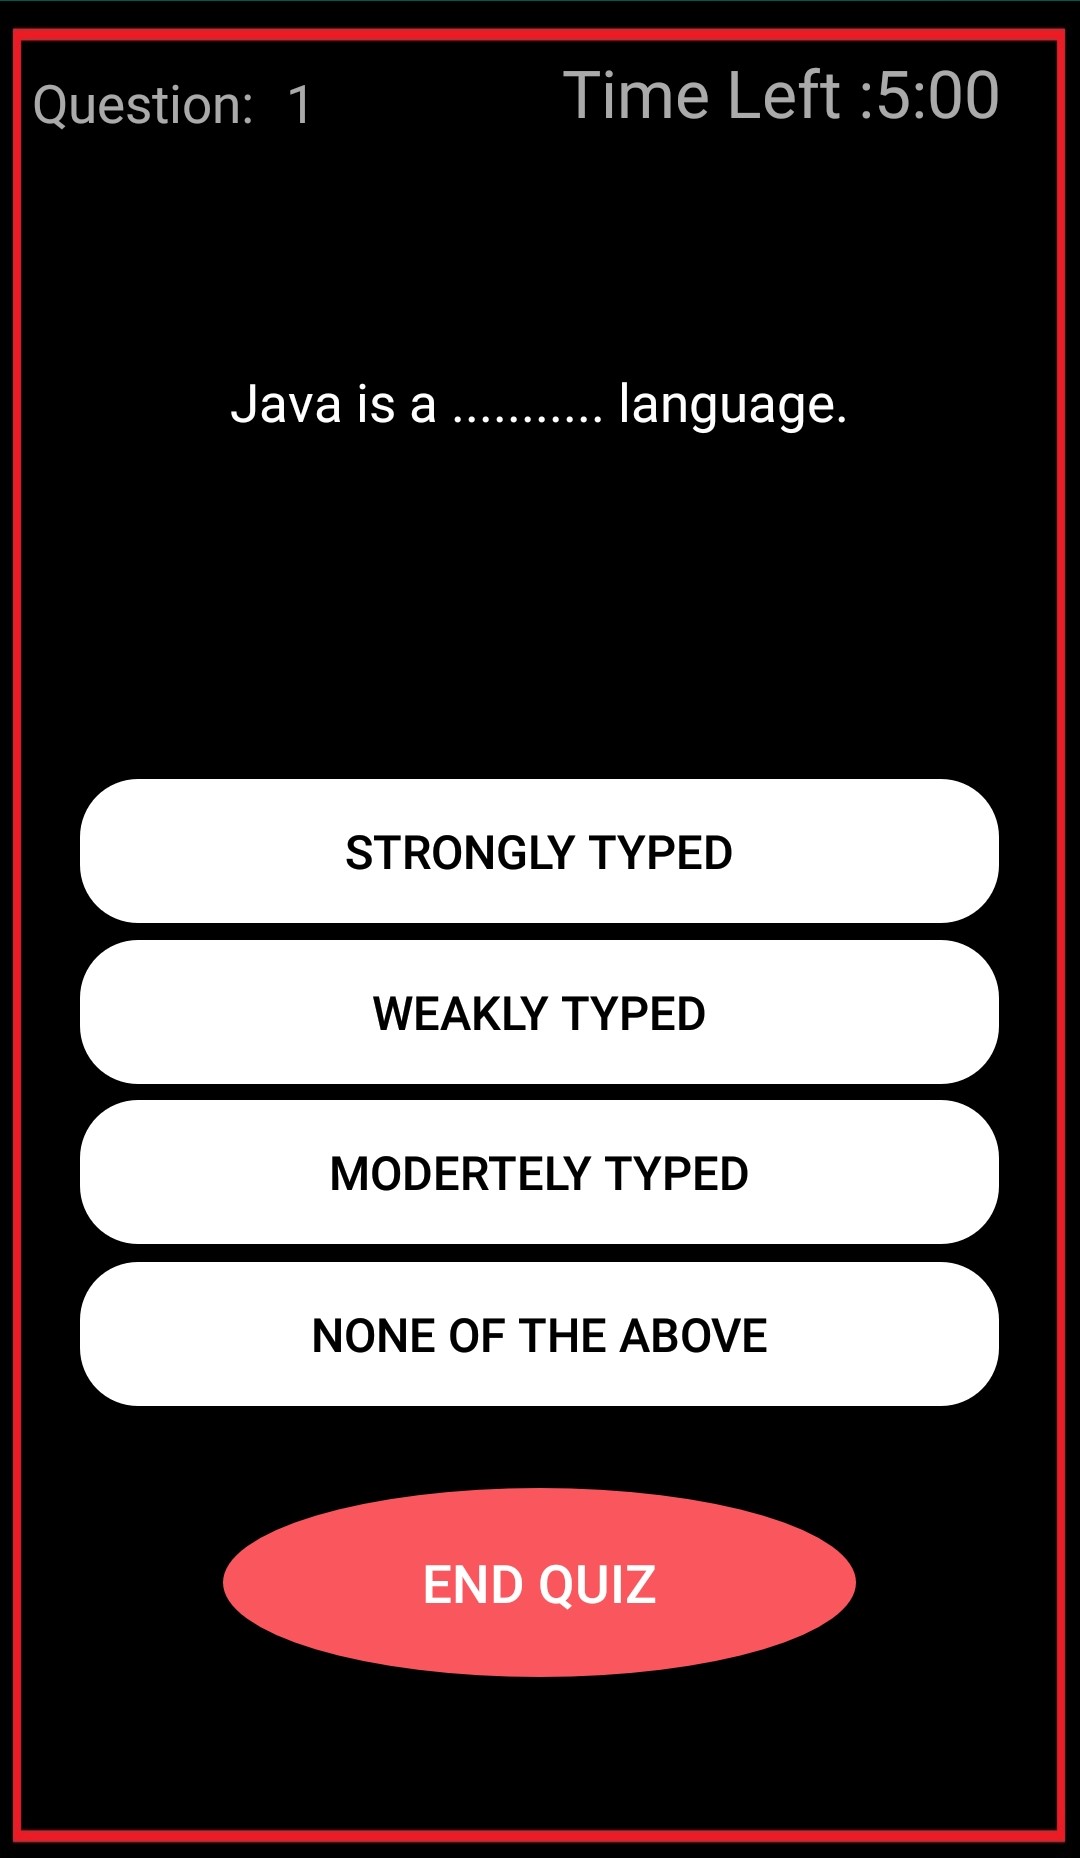 Question: 1
Time Left :5:00
Java is a ........... language.
STRONGLY TYPED
WEAKLY TYPED
MODERTELY TYPED
NONE OF THE ABOVE
END QUIZ